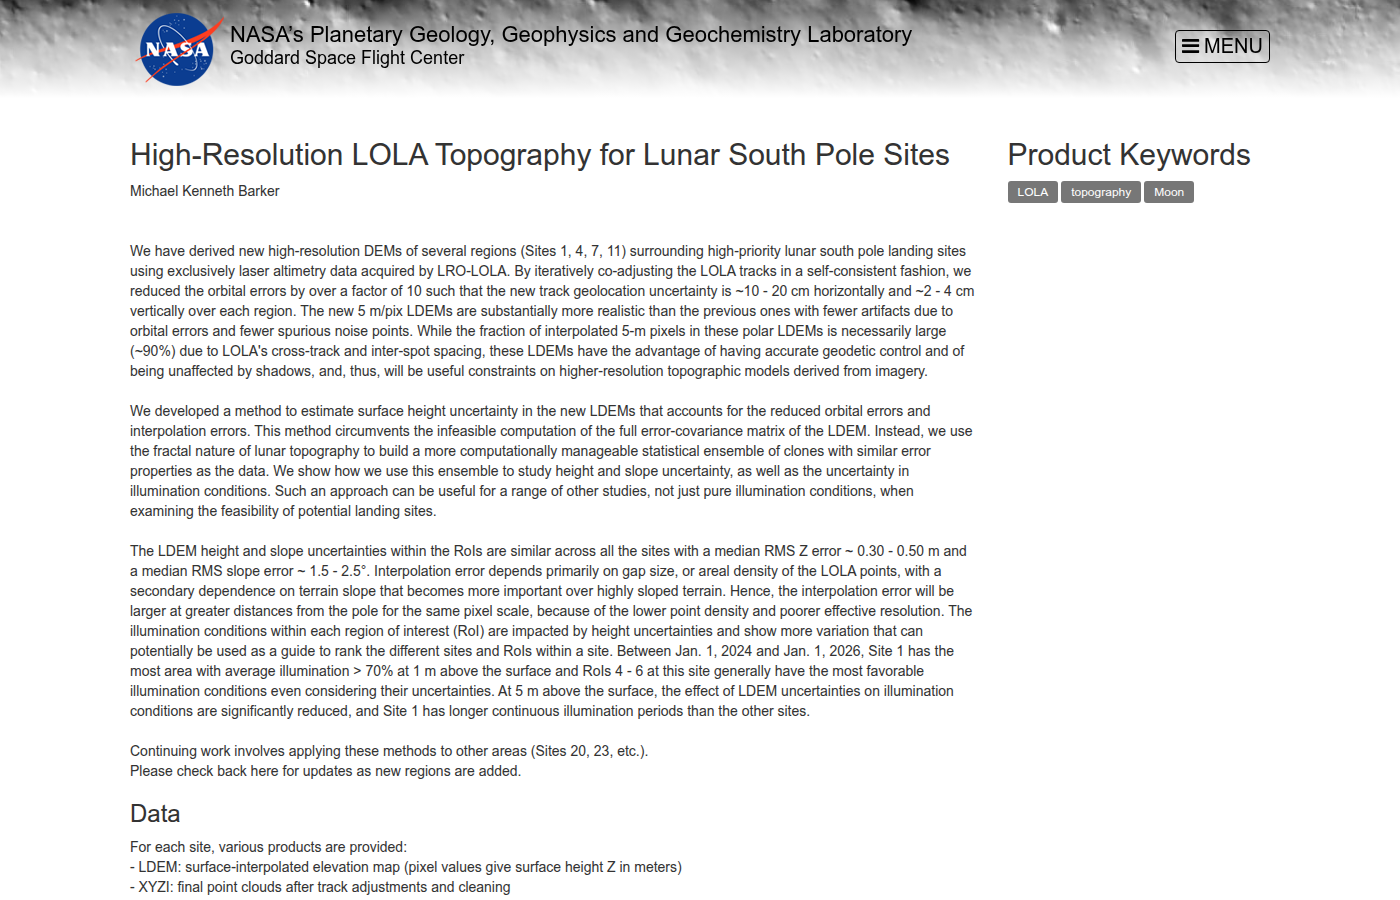 NASA
NASA's Planetary Geology, Geophysics and Geochemistry Laboratory
Goddard Space Flight Center
MENU
High-Resolution LOLA Topography for Lunar South Pole Sites
Michael Kenneth Barker
Product Keywords
LOLA topography Moon
We have derived new high-resolution DEMs of several regions (Sites 1, 4, 7, 11) surrounding high-priority lunar south pole landing sites
using exclusively laser altimetry data acquired by LRO-LOLA. By iteratively co-adjusting the LOLA tracks in a self-consistent fashion, we
reduced the orbital errors by over a factor of 10 such that the new track geolocation uncertainty is ~10 - 20 cm horizontally and ~2 - 4 cm
vertically over each region. The new 5 m/pix LDEMs are substantially more realistic than the previous ones with fewer artifacts due to
orbital errors and fewer spurious noise points. While the fraction of interpolated 5-m pixels in these polar LDEMs is necessarily large
(~90%) due to LOLA's cross-track and inter-spot spacing, these LDEMs have the advantage of having accurate geodetic control and of
being unaffected by shadows, and, thus, will be useful constraints on higher-resolution topographic models derived from imagery.
We developed a method to estimate surface height uncertainty in the new LDEMs that accounts for the reduced orbital errors and
interpolation errors. This method circumvents the infeasible computation of the full error-covariance matrix of the LDEM. Instead, we use
the fractal nature of lunar topography to build a more computationally manageable statistical ensemble of clones with similar error
properties as the data. We show how we use this ensemble to study height and slope uncertainty, as well as the uncertainty in
illumination conditions. Such an approach can be useful for a range of other studies, not just pure illumination conditions, when
examining the feasibility of potential landing sites.
The LDEM height and slope uncertainties within the RoIs are similar across all the sites with a median RMS Z error ~ 0.30 - 0.50 m and
a median RMS slope error ~ 1.5 - 2.5°. Interpolation error depends primarily on gap size, or areal density of the LOLA points, with a
secondary dependence on terrain slope that becomes more important over highly sloped terrain. Hence, the interpolation error will be
larger at greater distances from the pole for the same pixel scale, because of the lower point density and poorer effective resolution. The
illumination conditions within each region of interest (RoI) are impacted by height uncertainties and show more variation that can
potentially be used as a guide to rank the different sites and RoIs within a site. Between Jan. 1, 2024 and Jan. 1, 2026, Site 1 has the
most area with average illumination > 70% at 1 m above the surface and RoIs 4 - 6 at this site generally have the most favorable
illumination conditions even considering their uncertainties. At 5 m above the surface, the effect of LDEM uncertainties on illumination
conditions are significantly reduced, and Site 1 has longer continuous illumination periods than the other sites.
Continuing work involves applying these methods to other areas (Sites 20, 23, etc.).
Please check back here for updates as new regions are added.
Data
For each site, various products are provided:
- LDEM: surface-interpolated elevation map (pixel values give surface height Z in meters)
- XYZI: final point clouds after track adjustments and cleaning